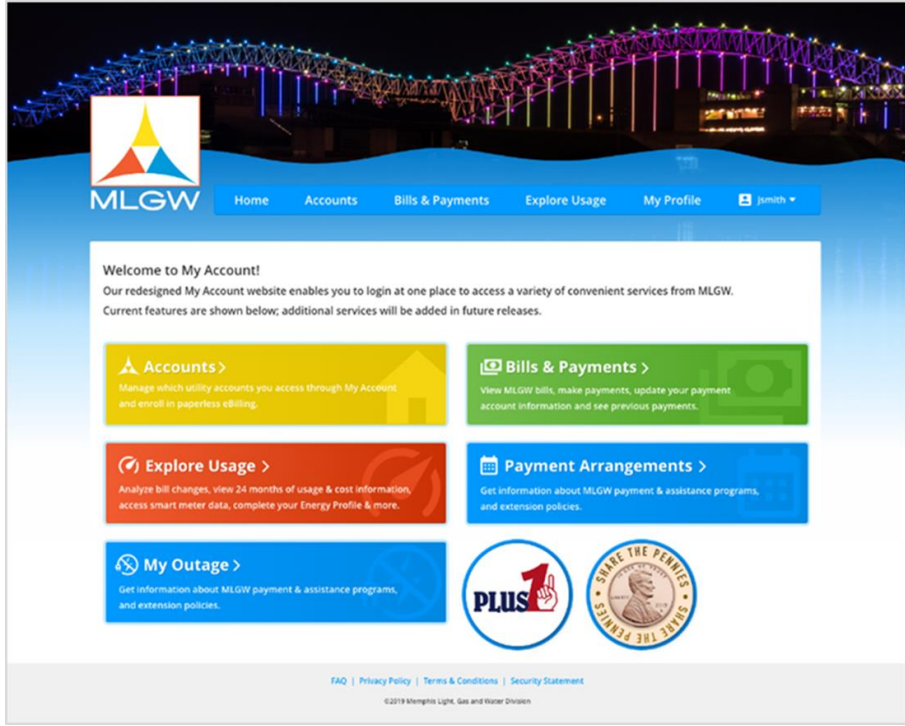 MLGW
Home Accounts Bills & Payments Explore Usage My Profile jsmith
Welcome to My Account!
Our redesigned My Account website enables you to login at one place to access a variety of convenient services from MLGW.
Current features are shown below; additional services will be added in future releases.
Accounts >
Manage which utility accounts you access through My Account
and enroll in paperless eBilling.
Bills & Payments >
View MLGW bills, make payments, update your payment
account information and see previous payments.
Explore Usage >
Analyze bill changes, view 24 months of usage & cost information,
access smart meter data, complete your Energy Profile & more.
Payment Arrangements >
Get information about MLGW payment & assistance programs,
and extension policies.
My Outage >
Get information about MLGW payment & assistance programs,
and extension policies.
PLUS 1
SHARE THE PENNIES • SHARE THE PENNIES •
FAQ | Privacy Policy | Terms & Conditions | Security Statement
©2019 Memphis Light, Gas and Water Division